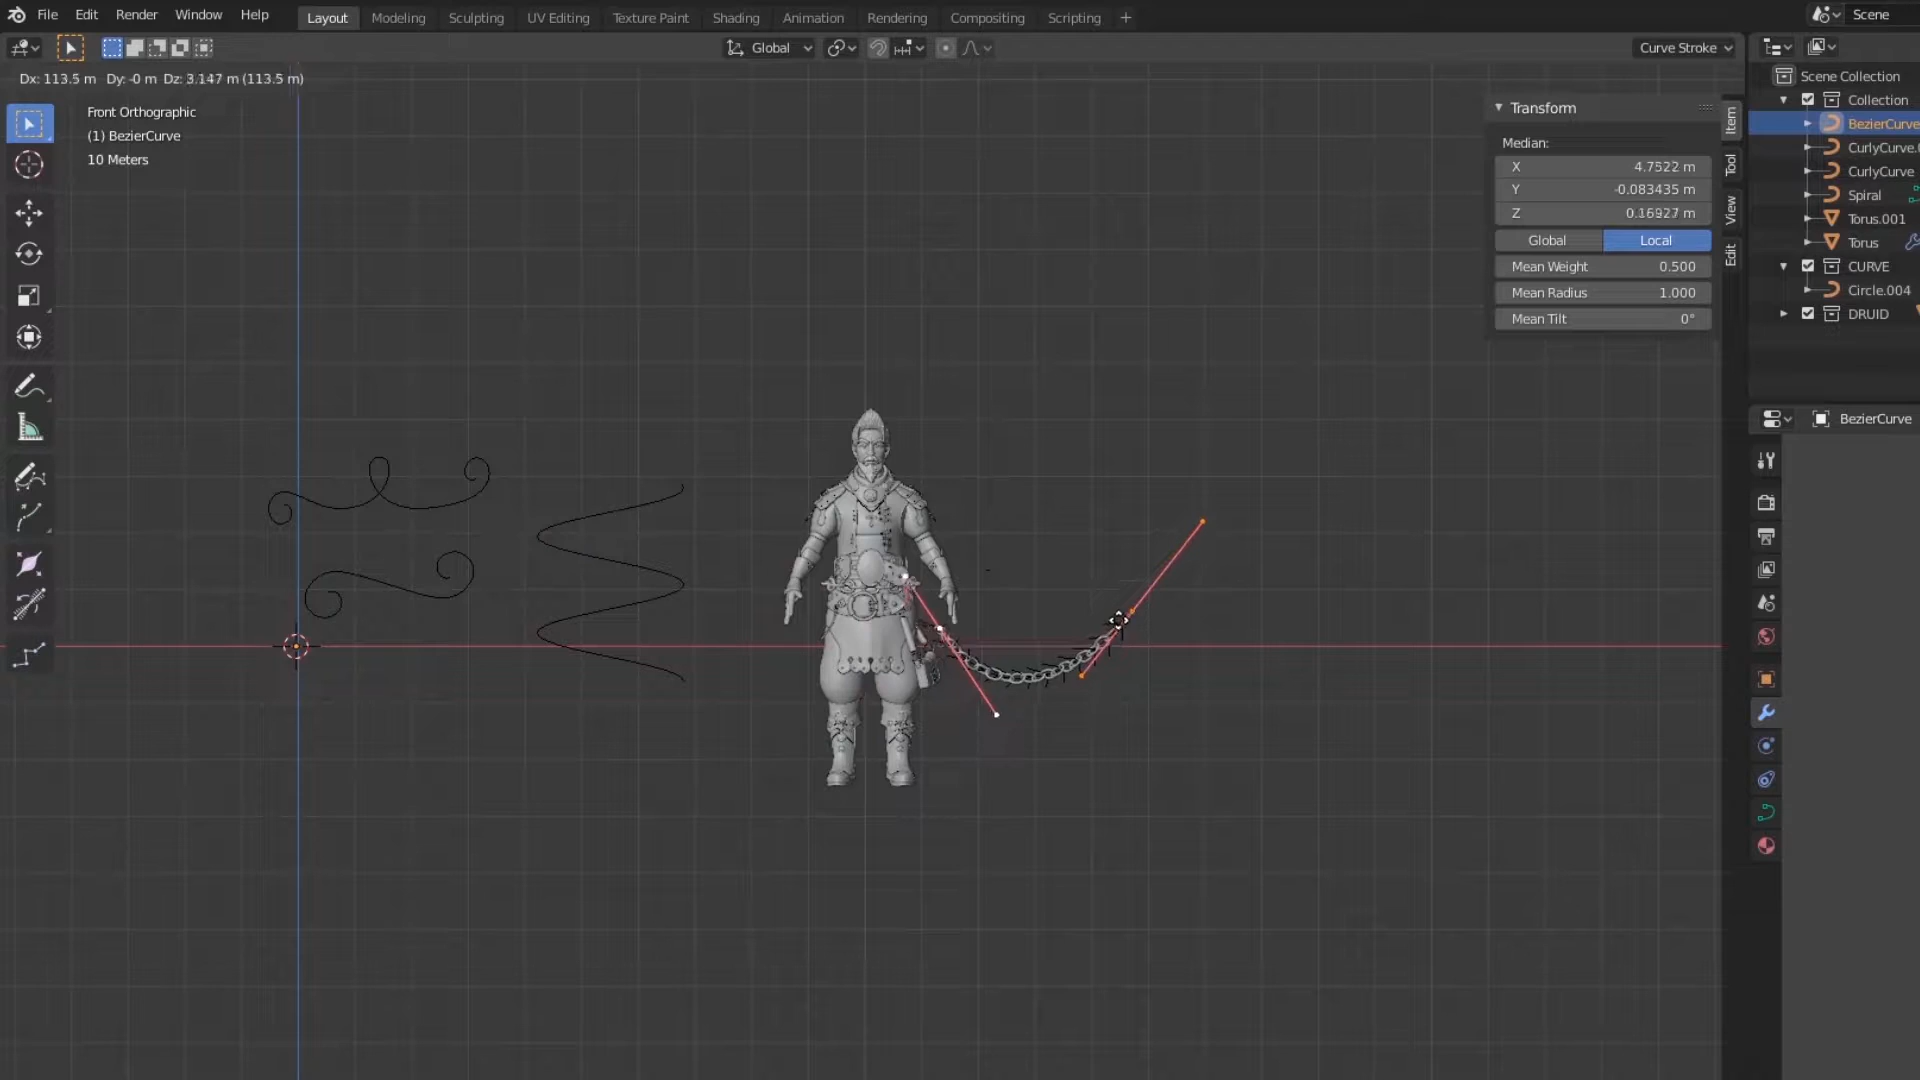 File Edit Render Window Help Layout Modeling Sculpting UV Editing Texture Paint Shading Animation Rendering Compositing Scripting + Scene
Global Curve Stroke
Dx: 113.5 m Dy: -0 m Dz: 3.147 m (113.5 m)
Scene Collection
Front Orthographic
(1) BezierCurve
10 Meters
Transform
Median:
X 4.7522 m
Y -0.083435 m
Z 0.16927 m
Global Local
Mean Weight 0.500
Mean Radius 1.000
Mean Tilt 0°
Item
Tool
View
Edit
Collection
BezierCurve
CurlyCurve.
CurlyCurve
Spiral
Torus.001
Torus
CURVE
Circle.004
DRUID
BezierCurve